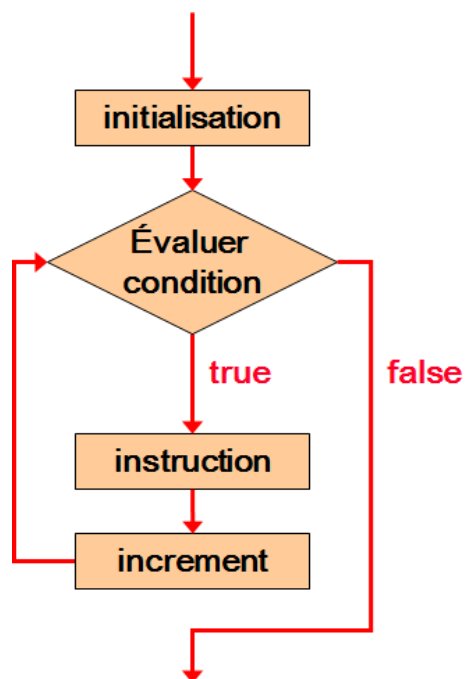 initialisation
Évaluer
condition
true
false
instruction
increment